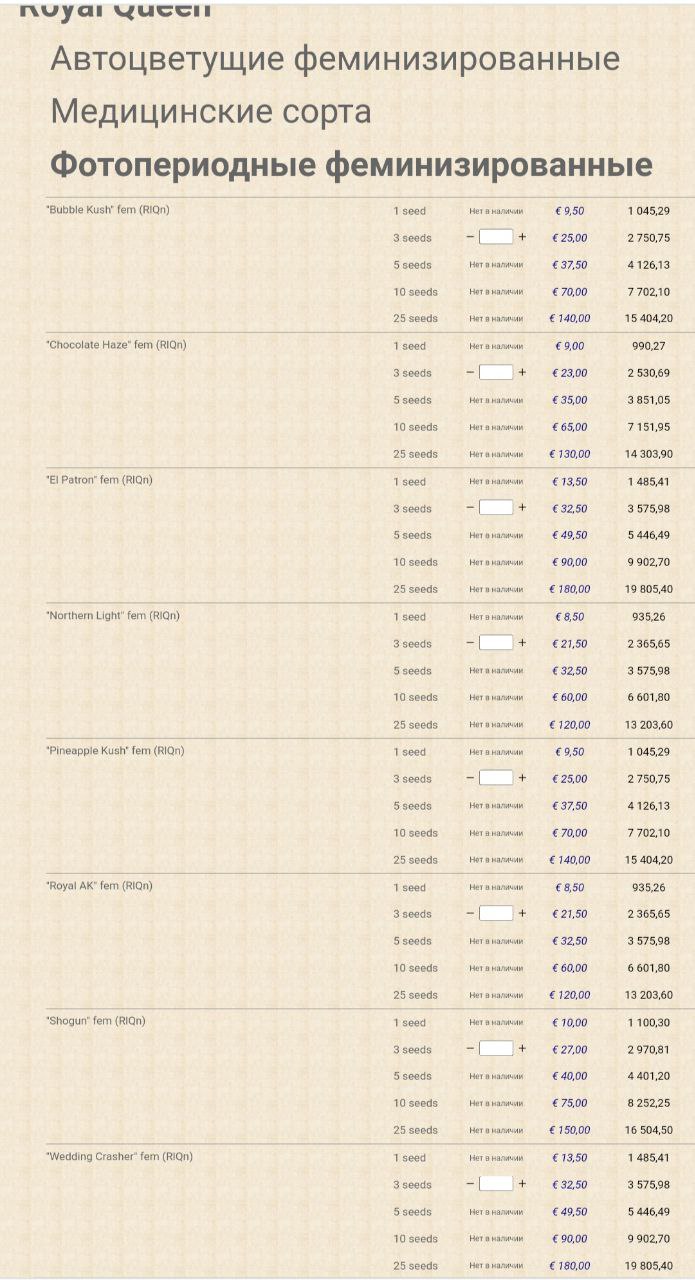 Royal Queen
Автоцветущие феминизированные
Медицинские сорта
Фотопериодные феминизированные
"Bubble Kush" fem (RIQn) 1 seed Нет в наличии € 9,50 1 045,29
3 seeds − + € 25,00 2 750,75
5 seeds Нет в наличии € 37,50 4 126,13
10 seeds Нет в наличии € 70,00 7 702,10
25 seeds Нет в наличии € 140,00 15 404,20
"Chocolate Haze" fem (RIQn) 1 seed Нет в наличии € 9,00 990,27
3 seeds − + € 23,00 2 530,69
5 seeds Нет в наличии € 35,00 3 851,05
10 seeds Нет в наличии € 65,00 7 151,95
25 seeds Нет в наличии € 130,00 14 303,90
"El Patron" fem (RIQn) 1 seed Нет в наличии € 13,50 1 485,41
3 seeds − + € 32,50 3 575,98
5 seeds Нет в наличии € 49,50 5 446,49
10 seeds Нет в наличии € 90,00 9 902,70
25 seeds Нет в наличии € 180,00 19 805,40
"Northern Light" fem (RIQn) 1 seed Нет в наличии € 8,50 935,26
3 seeds − + € 21,50 2 365,65
5 seeds Нет в наличии € 32,50 3 575,98
10 seeds Нет в наличии € 60,00 6 601,80
25 seeds Нет в наличии € 120,00 13 203,60
"Pineapple Kush" fem (RIQn) 1 seed Нет в наличии € 9,50 1 045,29
3 seeds − + € 25,00 2 750,75
5 seeds Нет в наличии € 37,50 4 126,13
10 seeds Нет в наличии € 70,00 7 702,10
25 seeds Нет в наличии € 140,00 15 404,20
"Royal AK" fem (RIQn) 1 seed Нет в наличии € 8,50 935,26
3 seeds − + € 21,50 2 365,65
5 seeds Нет в наличии € 32,50 3 575,98
10 seeds Нет в наличии € 60,00 6 601,80
25 seeds Нет в наличии € 120,00 13 203,60
"Shogun" fem (RIQn) 1 seed Нет в наличии € 10,00 1 100,30
3 seeds − + € 27,00 2 970,81
5 seeds Нет в наличии € 40,00 4 401,20
10 seeds Нет в наличии € 75,00 8 252,25
25 seeds Нет в наличии € 150,00 16 504,50
"Wedding Crasher" fem (RIQn) 1 seed Нет в наличии € 13,50 1 485,41
3 seeds − + € 32,50 3 575,98
5 seeds Нет в наличии € 49,50 5 446,49
10 seeds Нет в наличии € 90,00 9 902,70
25 seeds Нет в наличии € 180,00 19 805,40